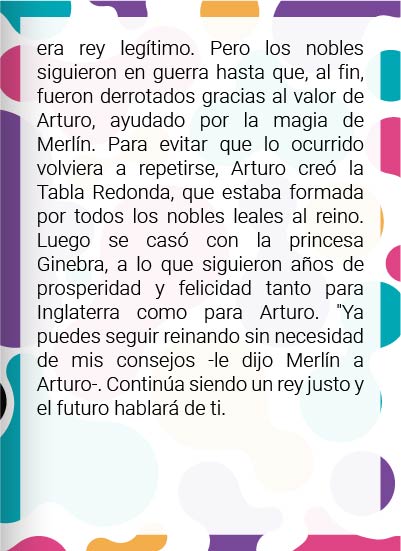 era rey legítimo. Pero los nobles
siguieron en guerra hasta que, al fin,
fueron derrotados gracias al valor de
Arturo, ayudado por la magia de
Merlín. Para evitar que lo ocurrido
volviera a repetirse, Arturo creó la
Tabla Redonda, que estaba formada
por todos los nobles leales al reino.
Luego se casó con la princesa
Ginebra, a lo que siguieron años de
prosperidad y felicidad tanto para
Inglaterra como para Arturo. "Ya
puedes seguir reinando sin necesidad
de mis consejos -le dijo Merlín a
Arturo-. Continúa siendo un rey justo y
el futuro hablará de ti.